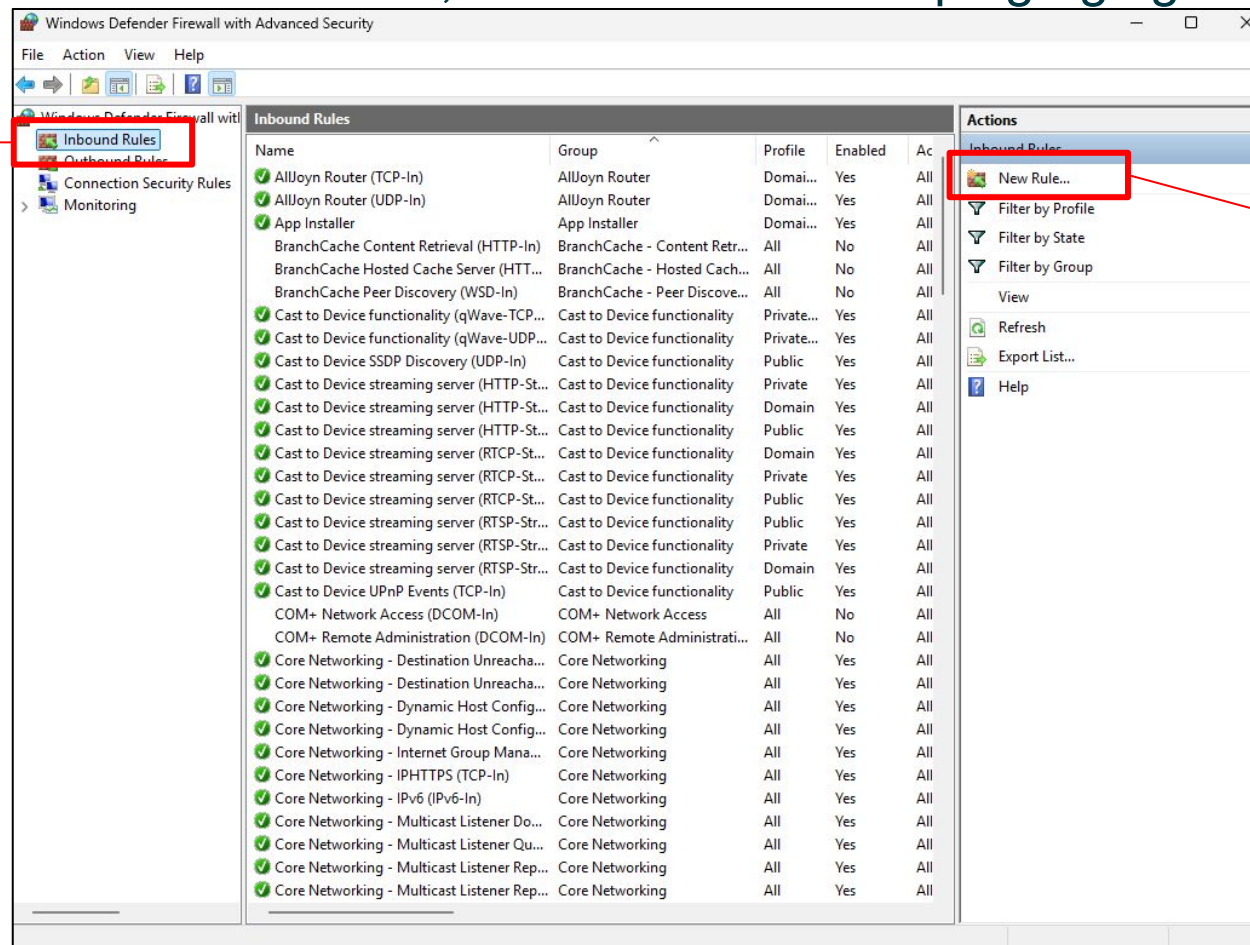 Windows Defender Firewall with Advanced Security
File Action View Help
Windows Defender Firewall with
Inbound Rules
Outbound Rules
Connection Security Rules
Monitoring
Inbound Rules
Name Group Profile Enabled Ac
AllJoyn Router (TCP-In) AllJoyn Router Domai... Yes All
AllJoyn Router (UDP-In) AllJoyn Router Domai... Yes All
App Installer App Installer Domai... Yes All
BranchCache Content Retrieval (HTTP-In) BranchCache - Content Retr... All No All
BranchCache Hosted Cache Server (HTT... BranchCache - Hosted Cach... All No All
BranchCache Peer Discovery (WSD-In) BranchCache - Peer Discove... All No All
Cast to Device functionality (qWave-TCP... Cast to Device functionality Private... Yes All
Cast to Device functionality (qWave-UDP... Cast to Device functionality Private... Yes All
Cast to Device SSDP Discovery (UDP-In) Cast to Device functionality Public Yes All
Cast to Device streaming server (HTTP-St... Cast to Device functionality Private Yes All
Cast to Device streaming server (HTTP-St... Cast to Device functionality Domain Yes All
Cast to Device streaming server (HTTP-St... Cast to Device functionality Public Yes All
Cast to Device streaming server (RTCP-St... Cast to Device functionality Domain Yes All
Cast to Device streaming server (RTCP-St... Cast to Device functionality Private Yes All
Cast to Device streaming server (RTCP-St... Cast to Device functionality Public Yes All
Cast to Device streaming server (RTSP-Str... Cast to Device functionality Public Yes All
Cast to Device streaming server (RTSP-Str... Cast to Device functionality Private Yes All
Cast to Device streaming server (RTSP-Str... Cast to Device functionality Domain Yes All
Cast to Device UPnP Events (TCP-In) Cast to Device functionality Public Yes All
COM+ Network Access (DCOM-In) COM+ Network Access All No All
COM+ Remote Administration (DCOM-In) COM+ Remote Administrati... All No All
Core Networking - Destination Unreacha... Core Networking All Yes All
Core Networking - Destination Unreacha... Core Networking All Yes All
Core Networking - Dynamic Host Config... Core Networking All Yes All
Core Networking - Dynamic Host Config... Core Networking All Yes All
Core Networking - Internet Group Mana... Core Networking All Yes All
Core Networking - IPHTTPS (TCP-In) Core Networking All Yes All
Core Networking - IPv6 (IPv6-In) Core Networking All Yes All
Core Networking - Multicast Listener Do... Core Networking All Yes All
Core Networking - Multicast Listener Qu... Core Networking All Yes All
Core Networking - Multicast Listener Rep... Core Networking All Yes All
Core Networking - Multicast Listener Rep... Core Networking All Yes All
Actions
Inbound Rules
New Rule...
Filter by Profile
Filter by State
Filter by Group
View
Refresh
Export List...
Help